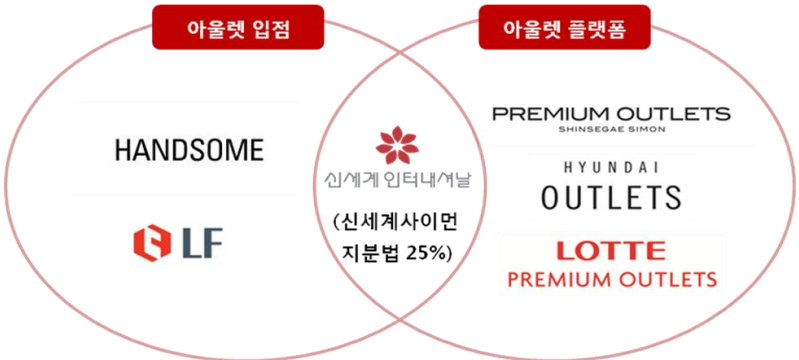 아울렛 입점
아울렛 플랫폼
HANDSOME
LF
신세계인터내셔날
(신세계사이먼
지분법 25%)
PREMIUM OUTLETS
SHINSEGAE SIMON
HYUNDAI
OUTLETS
LOTTE
PREMIUM OUTLETS